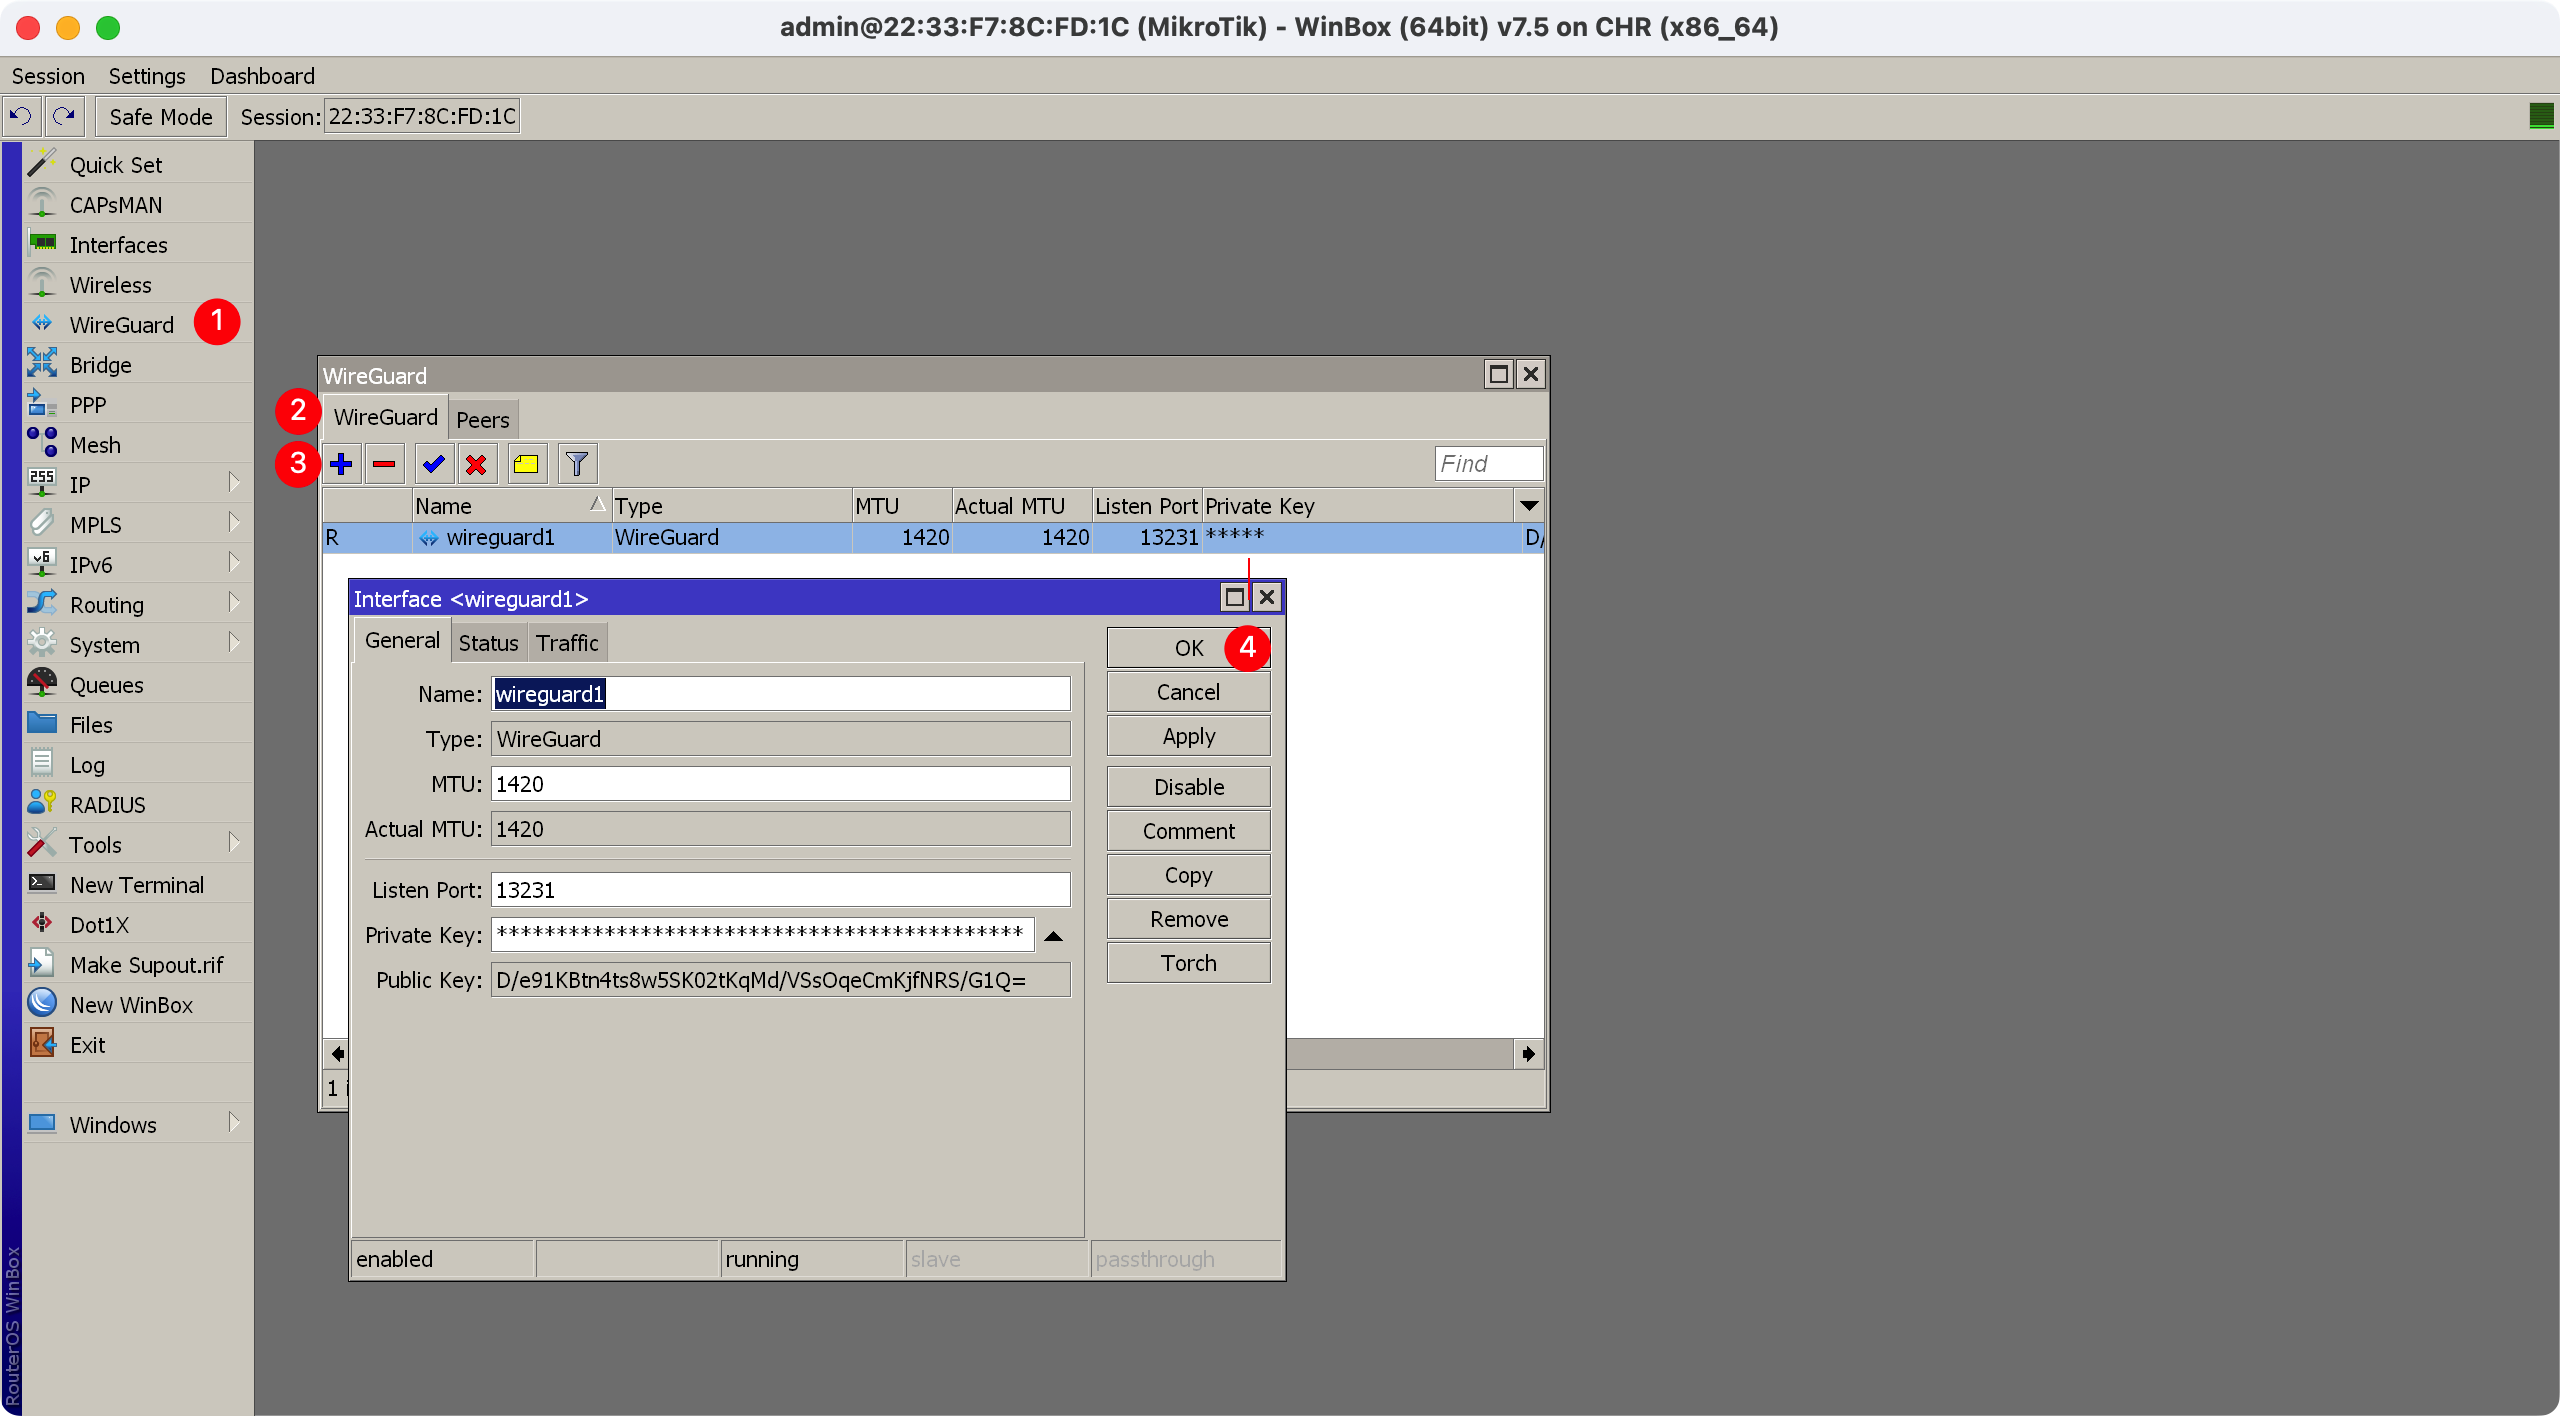 admin@22:33:F7:8C:FD:1C (MikroTik) - WinBox (64bit) v7.5 on CHR (x86_64)
Session Settings Dashboard
Safe Mode Session: 22:33:F7:8C:FD:1C
Quick Set
CAPsMAN
Interfaces
Wireless
WireGuard 1
Bridge
PPP
Mesh
255 IP
MPLS
v6 IPv6
Routing
System
Queues
Files
Log
RADIUS
Tools
New Terminal
Dot1X
Make Supout.rif
New WinBox
Exit
Windows
RouterOS WinBox
WireGuard
2 WireGuard Peers
3 Find
Name Type MTU Actual MTU Listen Port Private Key
R wireguard1 WireGuard 1420 1420 13231 ***** D/
1
Interface <wireguard1>
General Status Traffic
Name: wireguard1
Type: WireGuard
MTU: 1420
Actual MTU: 1420
Listen Port: 13231
Private Key: ********************************************
Public Key: D/e91KBtn4ts8w5SK02tKqMd/VSsOqeCmKjfNRS/G1Q=
OK 4
Cancel
Apply
Disable
Comment
Copy
Remove
Torch
enabled running slave passthrough